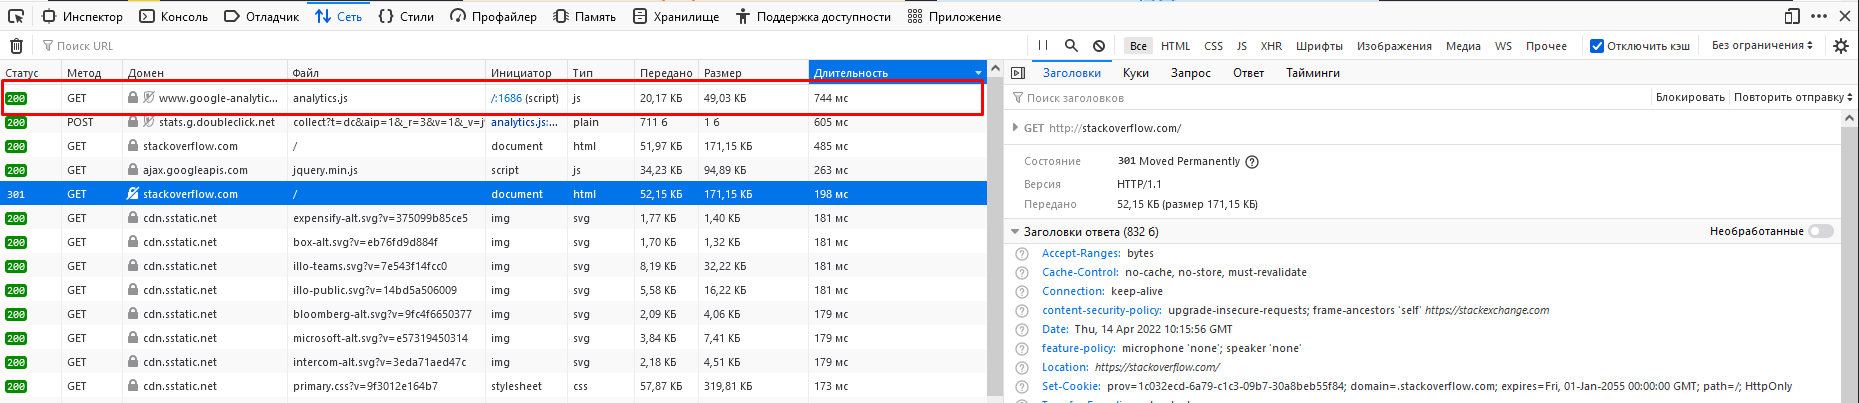 Инспектор Консоль Отладчик Сеть Стили Профайлер Память Хранилище Поддержка доступности Приложение
Поиск URL Все HTML CSS JS XHR Шрифты Изображения Медиа WS Прочее Отключить кэш Без ограничения
Статус Метод Домен Файл Инициатор Тип Передано Размер Длительность
200 GET www.google-analytic... analytics.js /:1686 (script) js 20,17 КБ 49,03 КБ 744 мс
200 POST stats.g.doubleclick.net collect?t=dc&aip=1&_r=3&v=1&_v=j analytics.js:... plain 711 б 1 б 605 мс
200 GET stackoverflow.com / document html 51,97 КБ 171,15 КБ 485 мс
200 GET ajax.googleapis.com jquery.min.js script js 34,23 КБ 94,89 КБ 263 мс
301 GET stackoverflow.com / document html 52,15 КБ 171,15 КБ 198 мс
200 GET cdn.sstatic.net expensify-alt.svg?v=375099b85ce5 img svg 1,77 КБ 1,40 КБ 181 мс
200 GET cdn.sstatic.net box-alt.svg?v=eb76fd9d884f img svg 1,70 КБ 1,32 КБ 181 мс
200 GET cdn.sstatic.net illo-teams.svg?v=7e543f14fcc0 img svg 8,19 КБ 32,22 КБ 181 мс
200 GET cdn.sstatic.net illo-public.svg?v=14bd5a506009 img svg 5,58 КБ 16,22 КБ 181 мс
200 GET cdn.sstatic.net bloomberg-alt.svg?v=9fc4f6650377 img svg 2,09 КБ 4,06 КБ 179 мс
200 GET cdn.sstatic.net microsoft-alt.svg?v=e57319450314 img svg 3,84 КБ 7,41 КБ 179 мс
200 GET cdn.sstatic.net intercom-alt.svg?v=3eda71aed47c img svg 2,18 КБ 4,51 КБ 179 мс
200 GET cdn.sstatic.net primary.css?v=9f3012e164b7 stylesheet css 57,87 КБ 319,81 КБ 173 мс
Заголовки Куки Запрос Ответ Тайминги
Поиск заголовков Блокировать Повторить отправку
GET http://stackoverflow.com/
Состояние 301 Moved Permanently
Версия HTTP/1.1
Передано 52,15 КБ (размер 171,15 КБ)
Заголовки ответа (832 б) Необработанные
Accept-Ranges: bytes
Cache-Control: no-cache, no-store, must-revalidate
Connection: keep-alive
content-security-policy: upgrade-insecure-requests; frame-ancestors 'self' https://stackexchange.com
Date: Thu, 14 Apr 2022 10:15:56 GMT
feature-policy: microphone 'none'; speaker 'none'
Location: https://stackoverflow.com/
Set-Cookie: prov=1c032ecd-6a79-c1c3-09b7-30a8beb55f84; domain=.stackoverflow.com; expires=Fri, 01-Jan-2055 00:00:00 GMT; path=/; HttpOnly